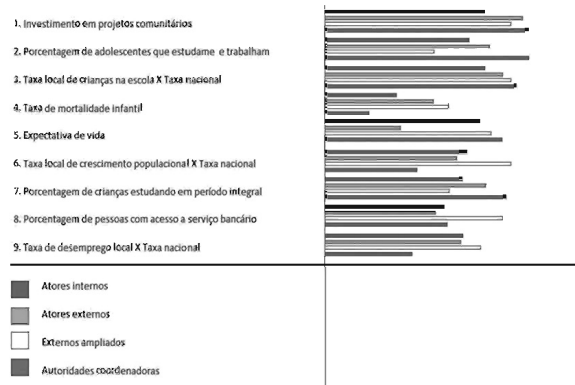 1. Investimento em projetos comunitários
2. Porcentagem de adolescentes que estudame e trabalham
3. Taxa local de crianças na escola X Taxa nacional
4. Taxa de mortalidade infantil
5. Expectativa de vida
6. Taxa local de crescimento populacional X Taxa nacional
7. Porcentagem de crianças estudando em período integral
8. Porcentagem de pessoas com acesso a serviço bancário
9. Taxa de desemprego local X Taxa nacional
Atores internos
Atores externos
Externos ampliados
Autoridades coordenadoras